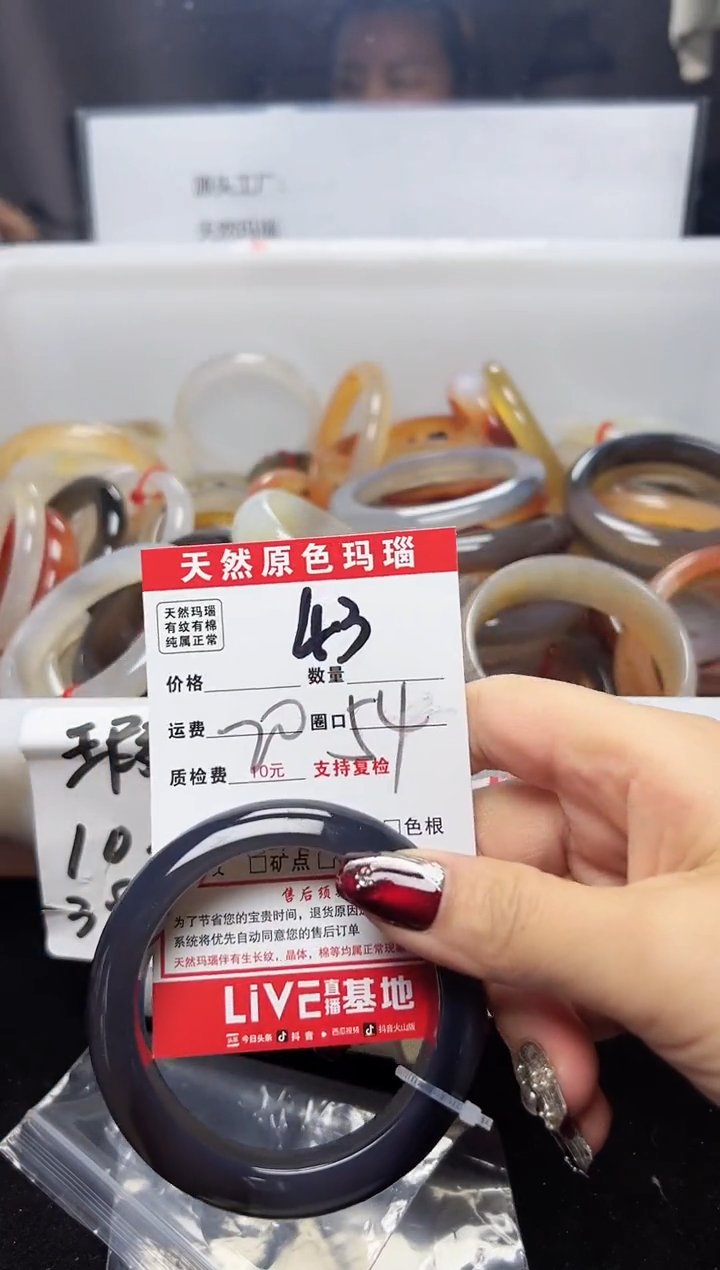 源头工厂:
天然玛瑙
天然原色玛瑙
天然玛瑙
有纹有棉
纯属正常
43
价格
数量
运费 20
圈口 54
质检费 10元
支持复检
色根
矿点
售后须
为了节省您的宝贵时间，退货原因
系统将优先自动同意您的售后订单
天然玛瑙伴有生长纹，晶体，棉等均属正常现
LiVE直播基地
头条 今日头条 抖音 西瓜视频 抖音火山版
10